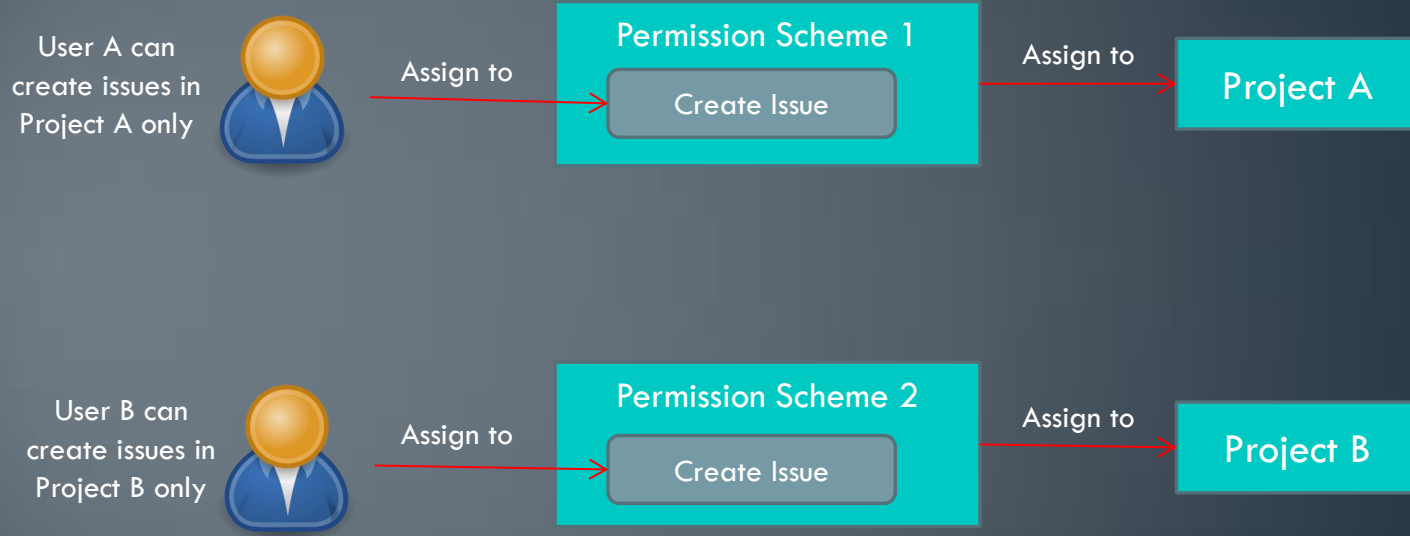 User A can
create issues in
Project A only
Assign to
Permission Scheme 1
Create Issue
Assign to
Project A
User B can
create issues in
Project B only
Assign to
Permission Scheme 2
Create Issue
Assign to
Project B